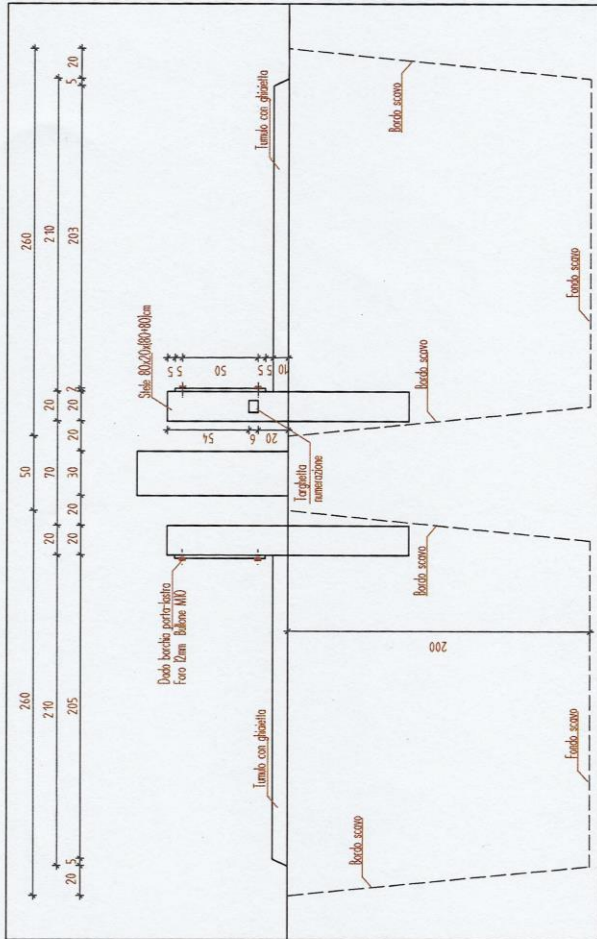 260 50 260
210 20 70 20 210
20 5 205 20 20 30 20 20 2 203 5 20
Stele 80x20x(80+80)cm
Dado borchia porta-lastra
Foro 12mm Bullone M10
5 5 50 5 5 10
54 6 20
Tumulo con ghiaietta
Tumulo con ghiaietta
Targhetta
numerazione
200
Bordo scavo
Bordo scavo
Bordo scavo
Bordo scavo
Fondo scavo
Fondo scavo